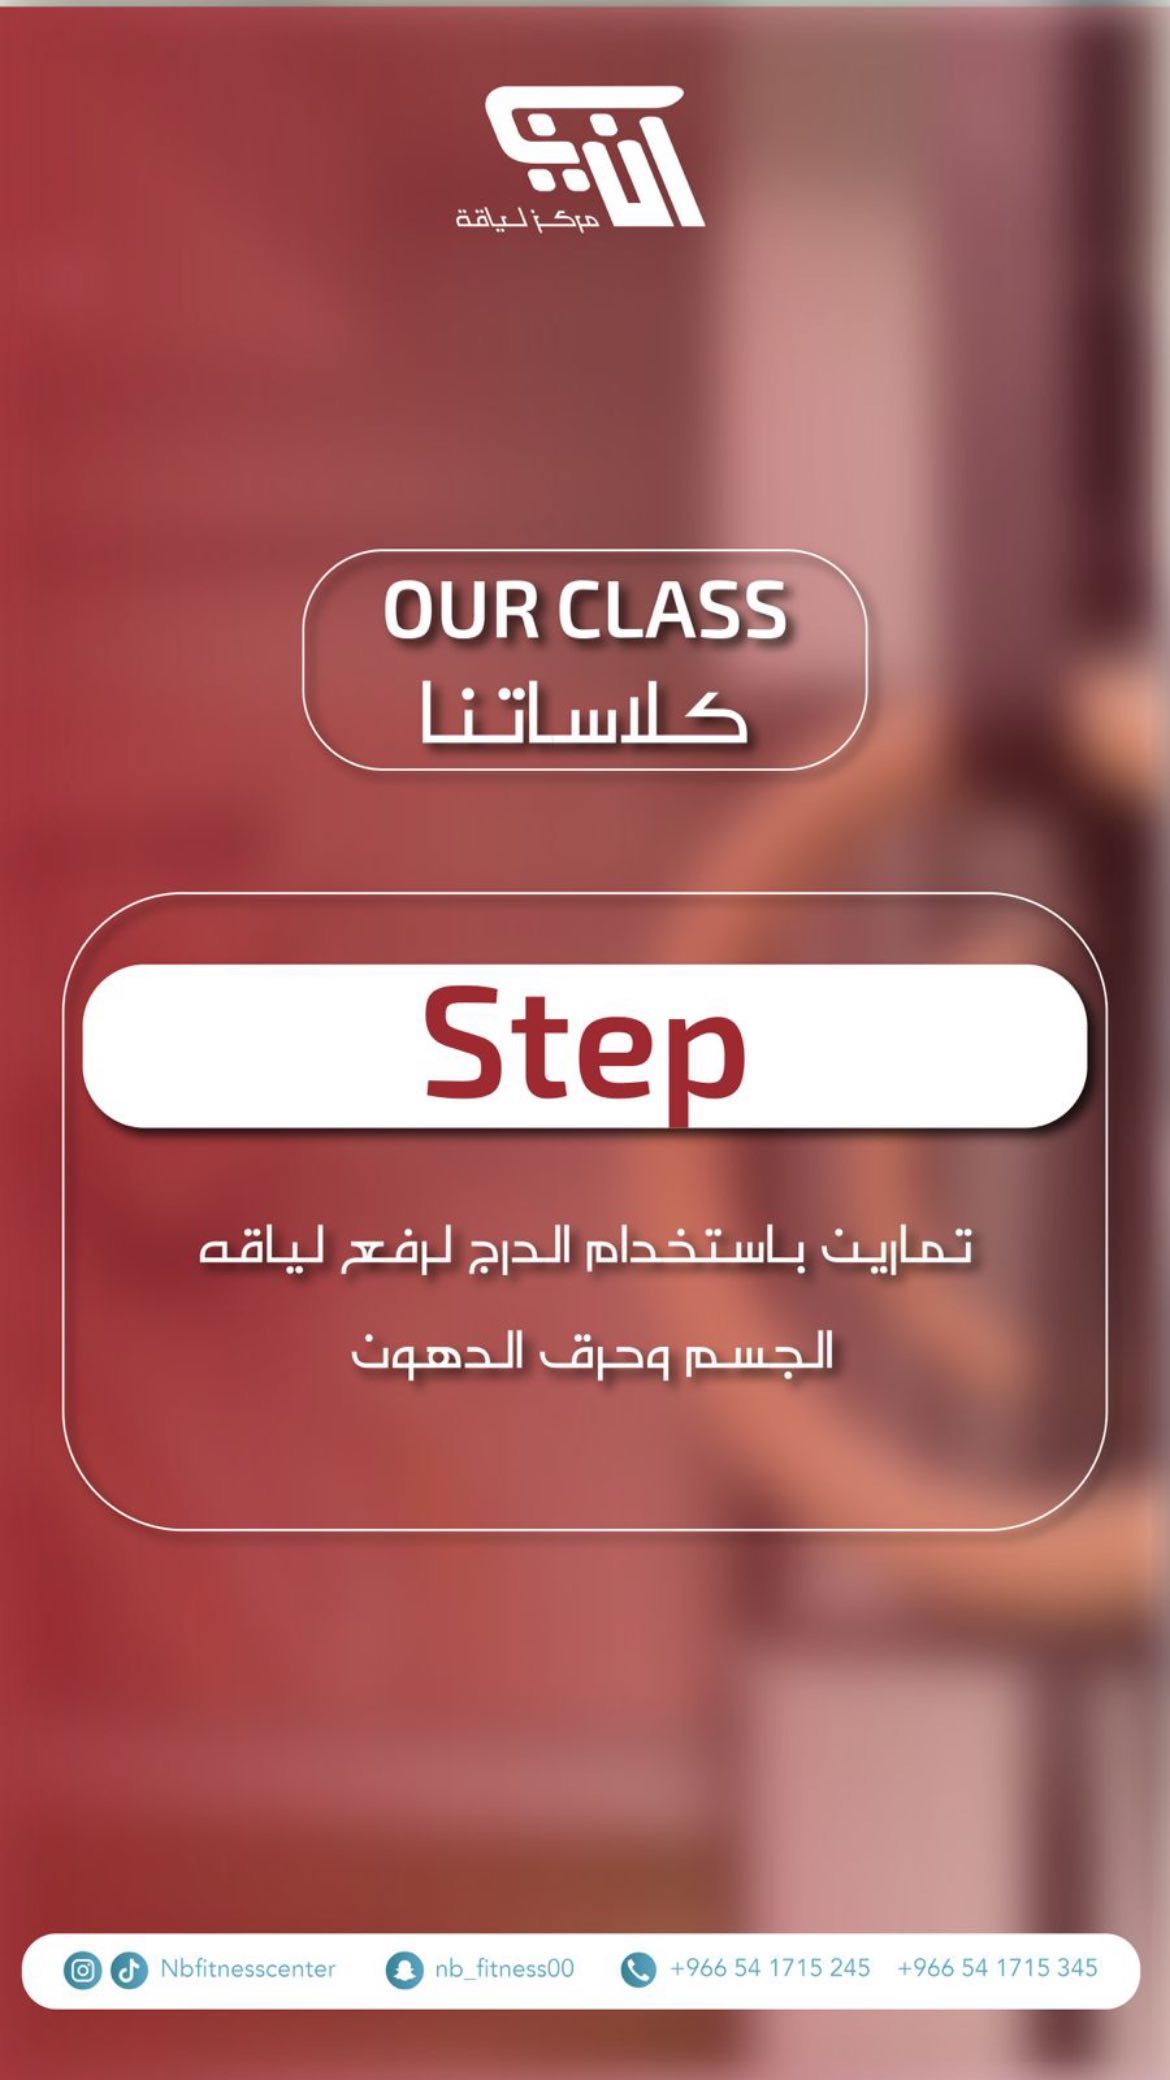 مركز لياقة
OUR CLASS
كلاساتنا
Step
تمارين باستخدام الدرج لرفع لياقه
الجسم وحرق الدهون
Nbfitnesscenter nb_fitness00 +966 54 1715 245 +966 54 1715 345